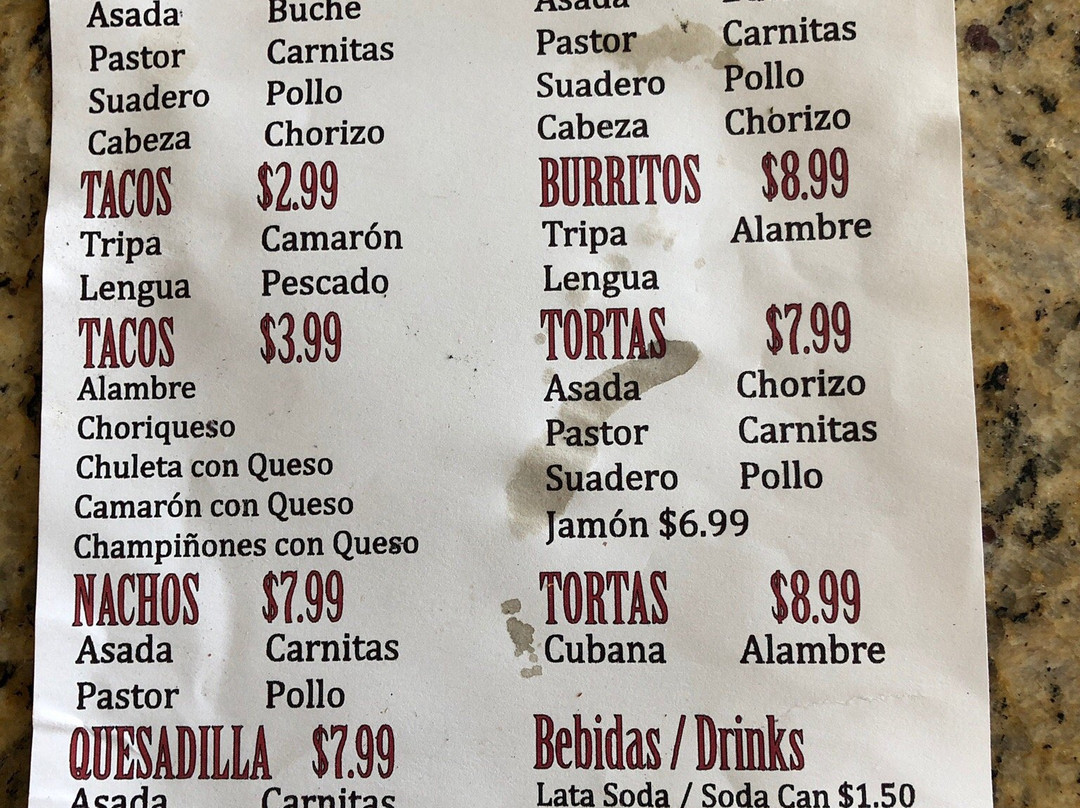 Asada Buche
Pastor Carnitas
Suadero Pollo
Cabeza Chorizo
TACOS $2.99
Tripa Camarón
Lengua Pescado
TACOS $3.99
Alambre
Choriqueso
Chuleta con Queso
Camarón con Queso
Champiñones con Queso
NACHOS $7.99
Asada Carnitas
Pastor Pollo
QUESADILLA $7.99
Asada Carnitas
Asada
Pastor Carnitas
Suadero Pollo
Cabeza Chorizo
BURRITOS $8.99
Tripa Alambre
Lengua
TORTAS $7.99
Asada Chorizo
Pastor Carnitas
Suadero Pollo
Jamón $6.99
TORTAS $8.99
Cubana Alambre
Bebidas / Drinks
Lata Soda / Soda Can $1.50